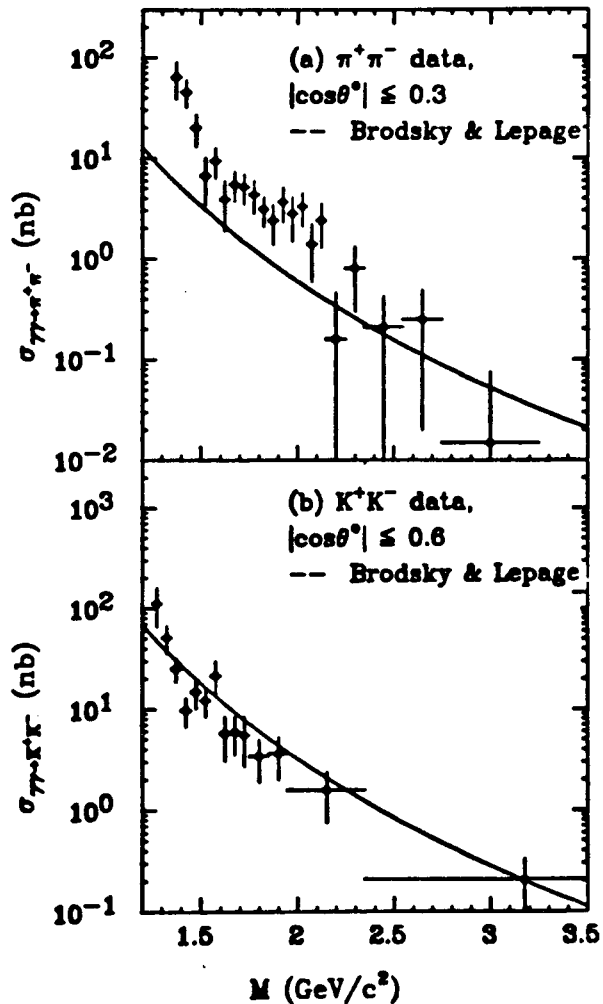 10²
(a) π⁺π⁻ data,
|cosθ*| ≦ 0.3
-- Brodsky & Lepage
10¹
10⁰
10⁻¹
10⁻²
σγγ→π⁺π⁻ (nb)
(b) K⁺K⁻ data,
|cosθ*| ≦ 0.6
-- Brodsky & Lepage
10³
10²
10¹
10⁰
10⁻¹
σγγ→K⁺K⁻ (nb)
1.5 2 2.5 3 3.5
M (GeV/c²)